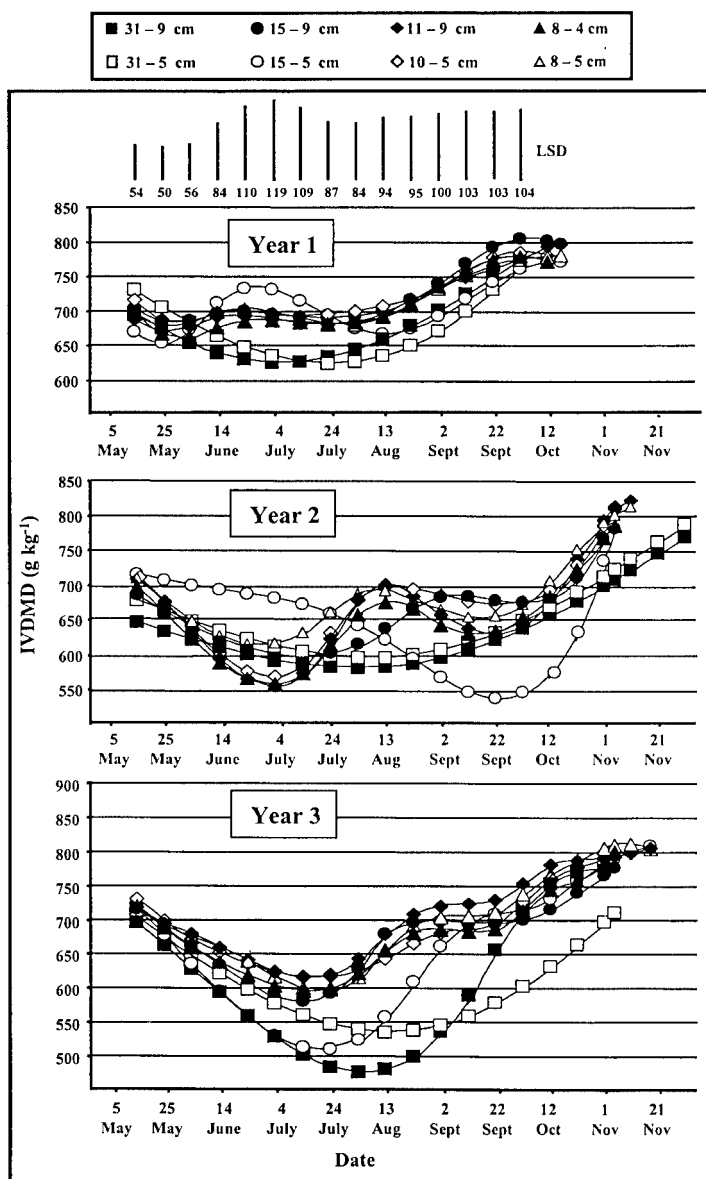 31 – 9 cm 15 – 9 cm 11 – 9 cm 8 – 4 cm
31 – 5 cm 15 – 5 cm 10 – 5 cm 8 – 5 cm
LSD
54 50 56 84 110 119 109 87 84 94 95 100 103 103 104
850
800
750
700
650
600
Year 1
5 25 14 4 24 13 2 22 12 1 21
May May June July July Aug Sept Sept Oct Nov Nov
IVDMD (g kg-1)
850
800
750
700
650
600
550
500
Year 2
5 25 14 4 24 13 2 22 12 1 21
May May June July July Aug Sept Sept Oct Nov Nov
900
850
800
750
700
650
600
550
500
Year 3
5 25 14 4 24 13 2 22 12 1 21
May May June July July Aug Sept Sept Oct Nov Nov
Date